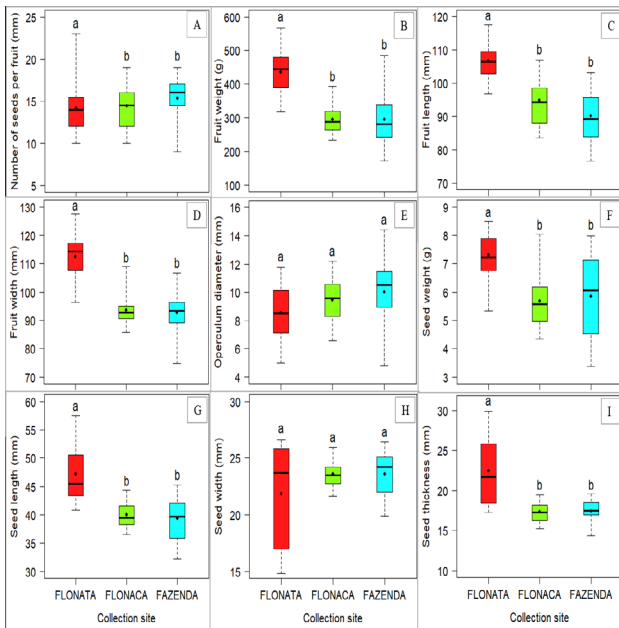 Number of seeds per fruit (mm)
25
20
15
10
5
a
b
b
A
Fruit weight (g)
600
500
400
300
200
100
a
b
b
B
Fruit length (mm)
120
110
100
90
80
70
a
b
b
C
Fruit width (mm)
130
120
110
100
90
80
70
a
b
b
D
Operculum diameter (mm)
16
14
12
10
8
6
4
a
a
a
E
Seed weight (g)
9
8
7
6
5
4
3
a
b
b
F
Seed length (mm)
60
55
50
45
40
35
30
a
b
b
G
FLONATA FLONACA FAZENDA
Collection site
Seed width (mm)
30
25
20
15
a
a
a
H
FLONATA FLONACA FAZENDA
Collection site
Seed thickness (mm)
30
25
20
15
10
a
b
b
I
FLONATA FLONACA FAZENDA
Collection site